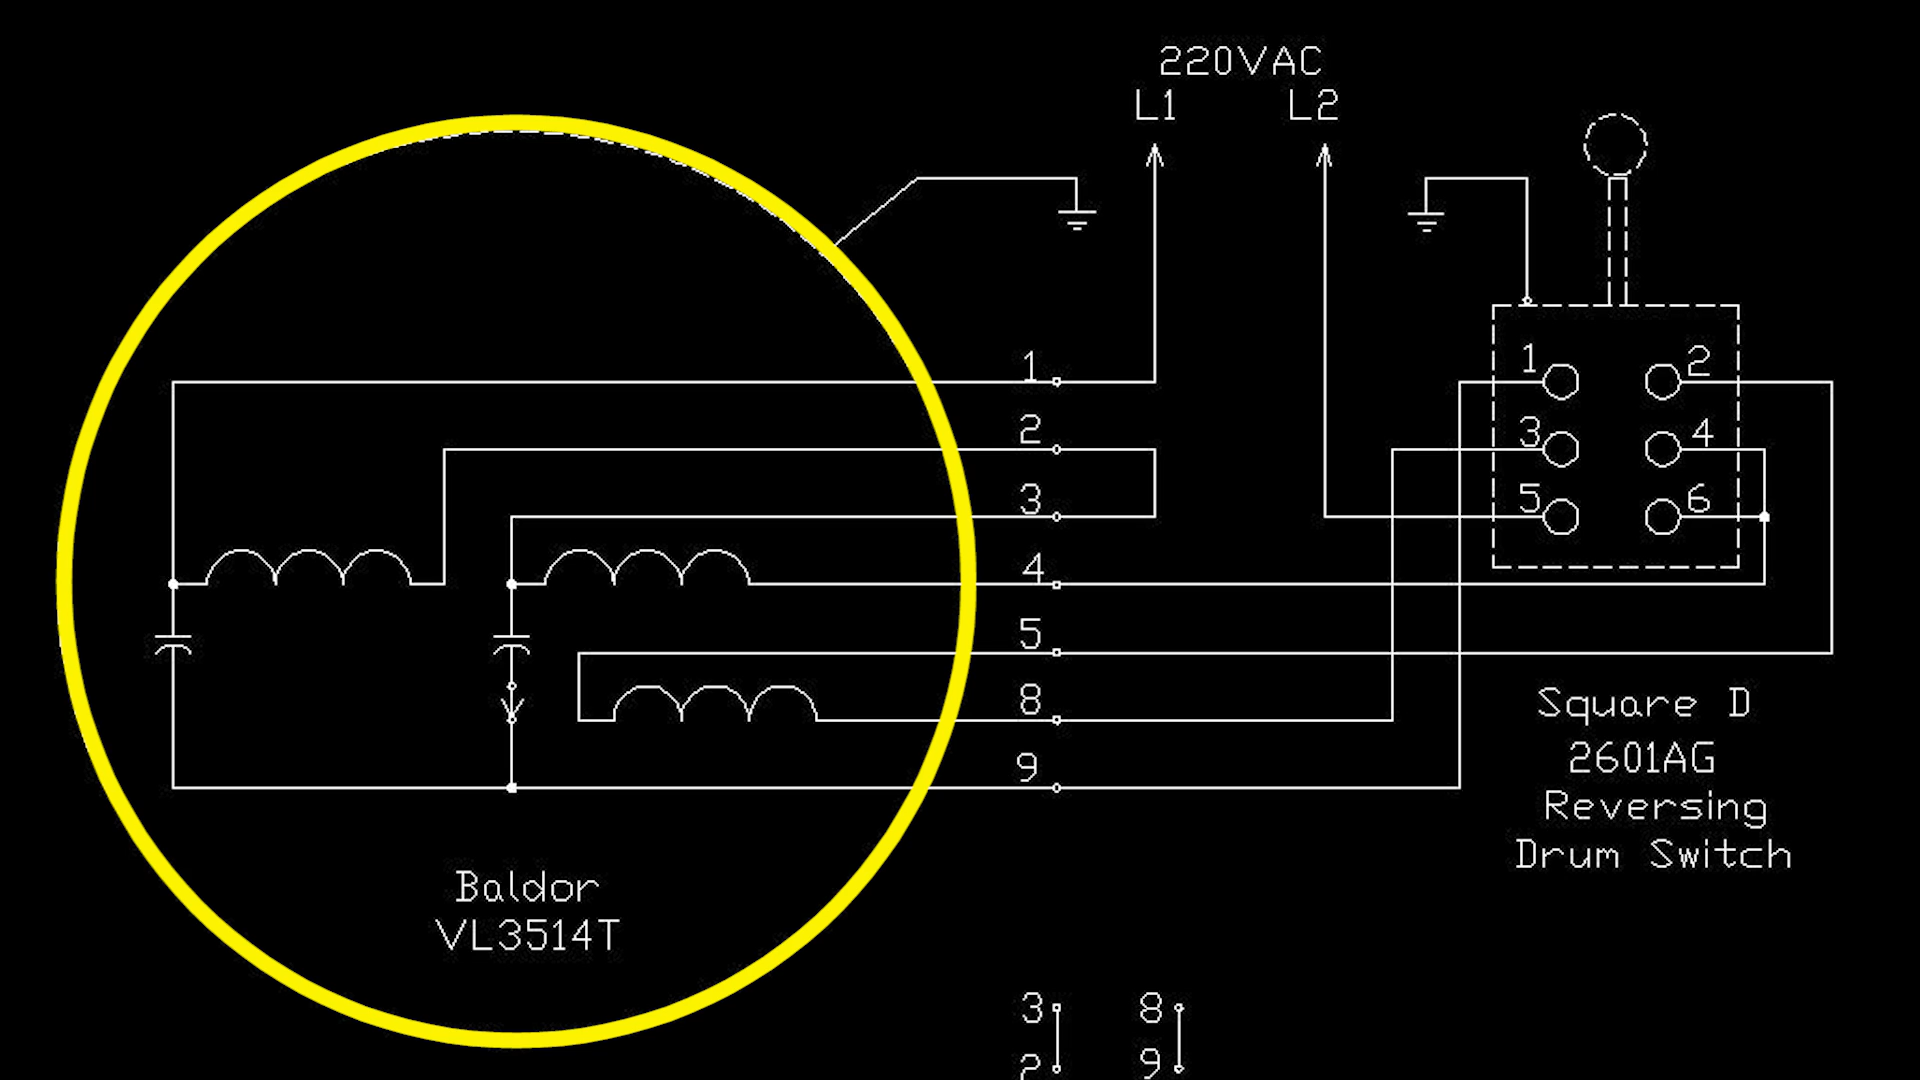 220VAC
L1 L2
1
2
3
4
5
8
9
1 2
3 4
5 6
Square D
2601AG
Reversing
Drum Switch
Baldor
VL3514T
3 8
2 9